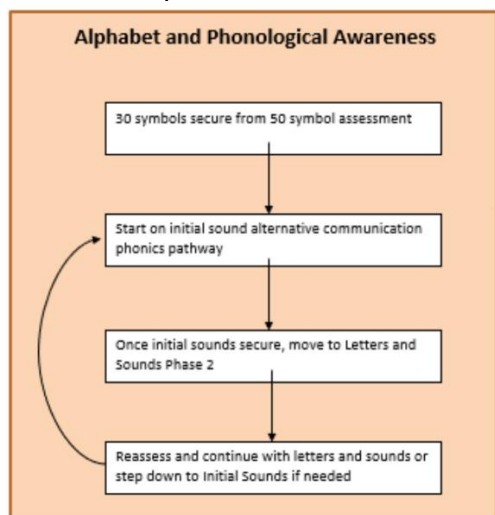 Alphabet and Phonological Awareness
30 symbols secure from 50 symbol assessment
Start on initial sound alternative communication
phonics pathway
Once initial sounds secure, move to Letters and
Sounds Phase 2
Reassess and continue with letters and sounds or
step down to Initial Sounds if needed